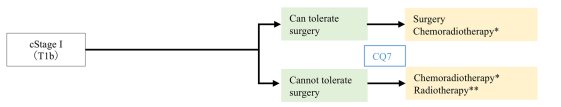 cStage I
(T1b)
Can tolerate
surgery
Surgery
Chemoradiotherapy*
CQ7
Cannot tolerate
surgery
Chemoradiotherapy*
Radiotherapy**